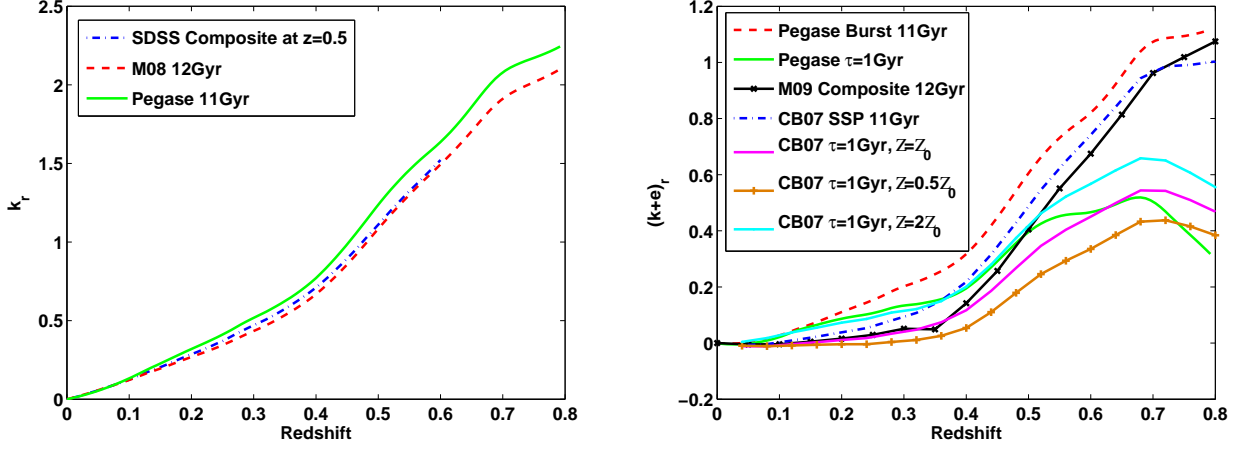 2.5
2
1.5
1
0.5
0
0
0.1
0.2
0.3
0.4
0.5
0.6
0.7
0.8
k_r
Redshift
SDSS Composite at z=0.5
M08 12Gyr
Pegase 11Gyr
1.2
1
0.8
0.6
0.4
0.2
0
−0.2
0
0.1
0.2
0.3
0.4
0.5
0.6
0.7
0.8
(k+e)_r
Redshift
Pegase Burst 11Gyr
Pegase τ=1Gyr
M09 Composite 12Gyr
CB07 SSP 11Gyr
CB07 τ=1Gyr, Z=Z_0
CB07 τ=1Gyr, Z=0.5Z_0
CB07 τ=1Gyr, Z=2Z_0